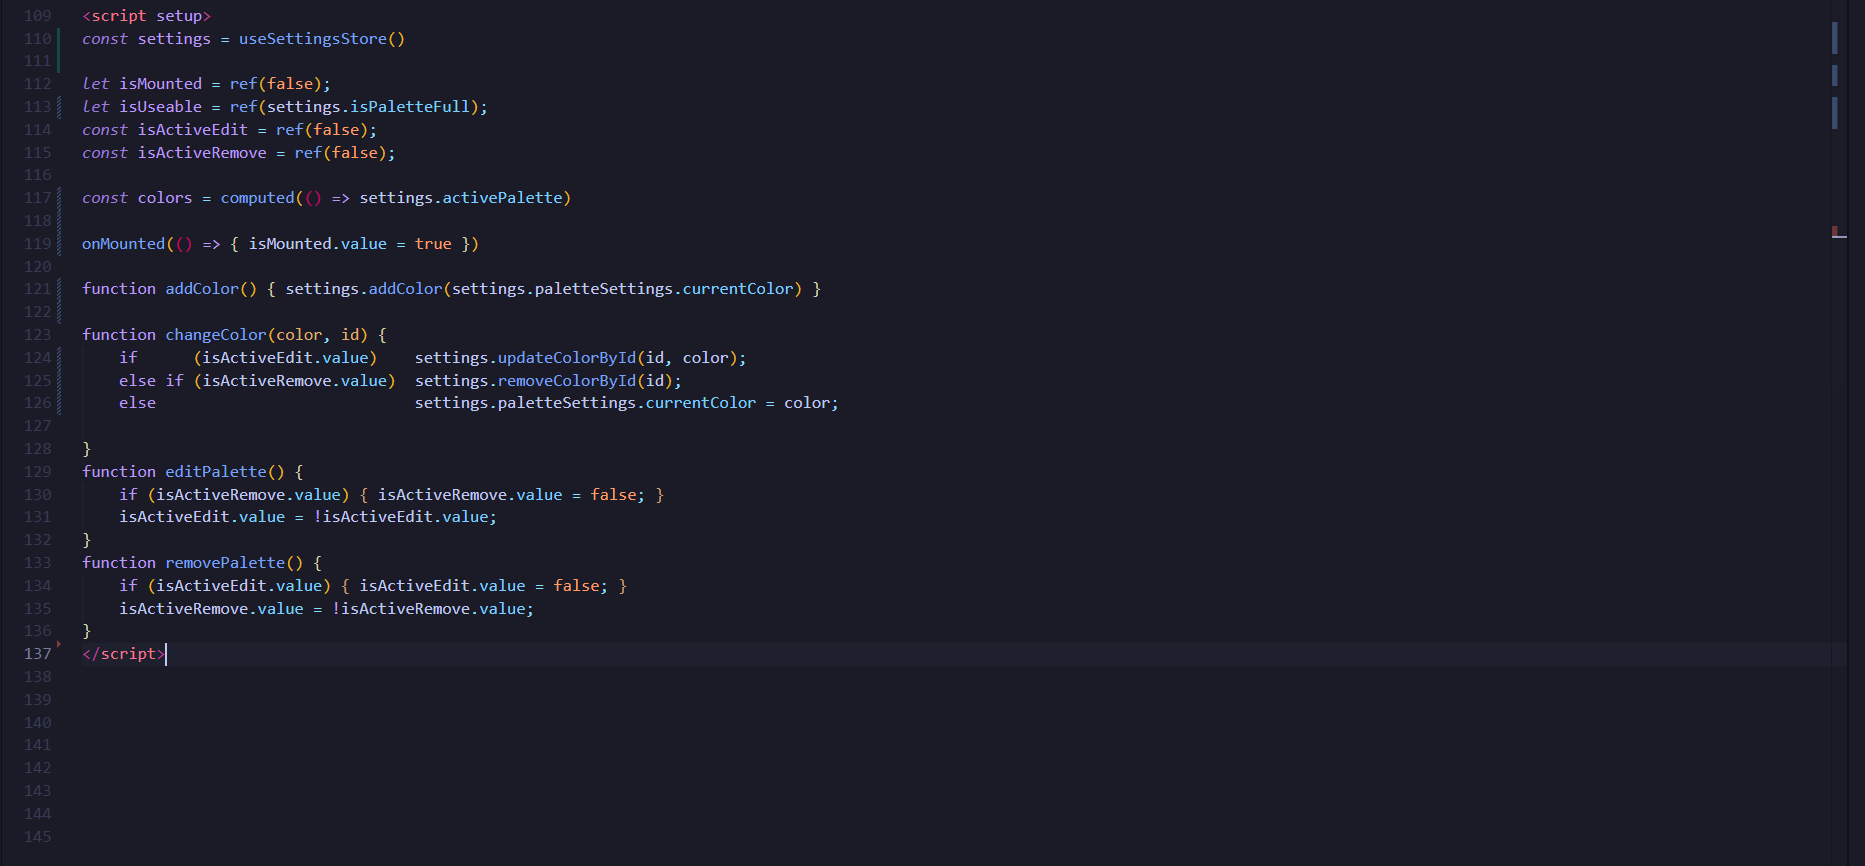 109 <script setup>
110 const settings = useSettingsStore()
111
112 let isMounted = ref(false);
113 let isUseable = ref(settings.isPaletteFull);
114 const isActiveEdit = ref(false);
115 const isActiveRemove = ref(false);
116
117 const colors = computed(() => settings.activePalette)
118
119 onMounted(() => { isMounted.value = true })
120
121 function addColor() { settings.addColor(settings.paletteSettings.currentColor) }
122
123 function changeColor(color, id) {
124     if      (isActiveEdit.value)    settings.updateColorById(id, color);
125     else if (isActiveRemove.value)  settings.removeColorById(id);
126     else                            settings.paletteSettings.currentColor = color;
127
128 }
129 function editPalette() {
130     if (isActiveRemove.value) { isActiveRemove.value = false; }
131     isActiveEdit.value = !isActiveEdit.value;
132 }
133 function removePalette() {
134     if (isActiveEdit.value) { isActiveEdit.value = false; }
135     isActiveRemove.value = !isActiveRemove.value;
136 }
137 </script>
138
139
140
141
142
143
144
145